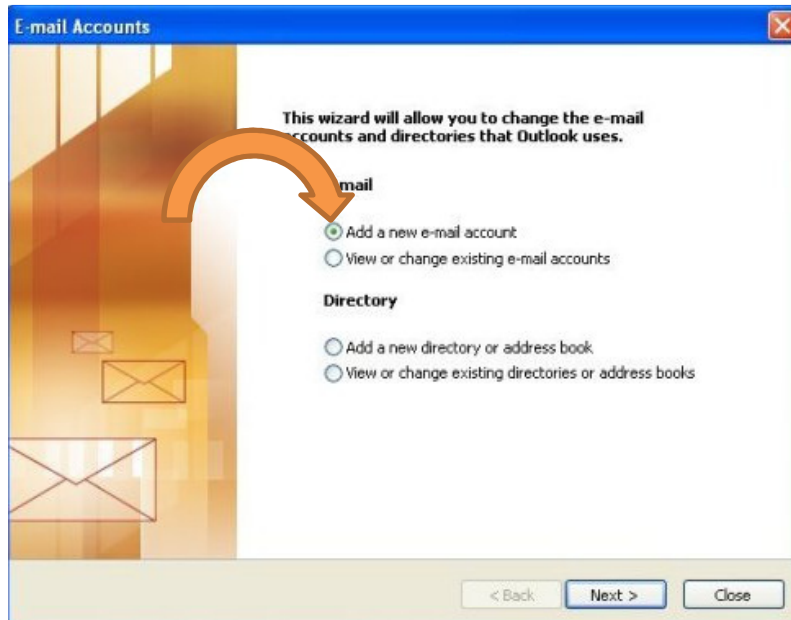 E-mail Accounts
This wizard will allow you to change the e-mail
accounts and directories that Outlook uses.
mail
Add a new e-mail account
View or change existing e-mail accounts
Directory
Add a new directory or address book
View or change existing directories or address books
< Back
Next >
Close